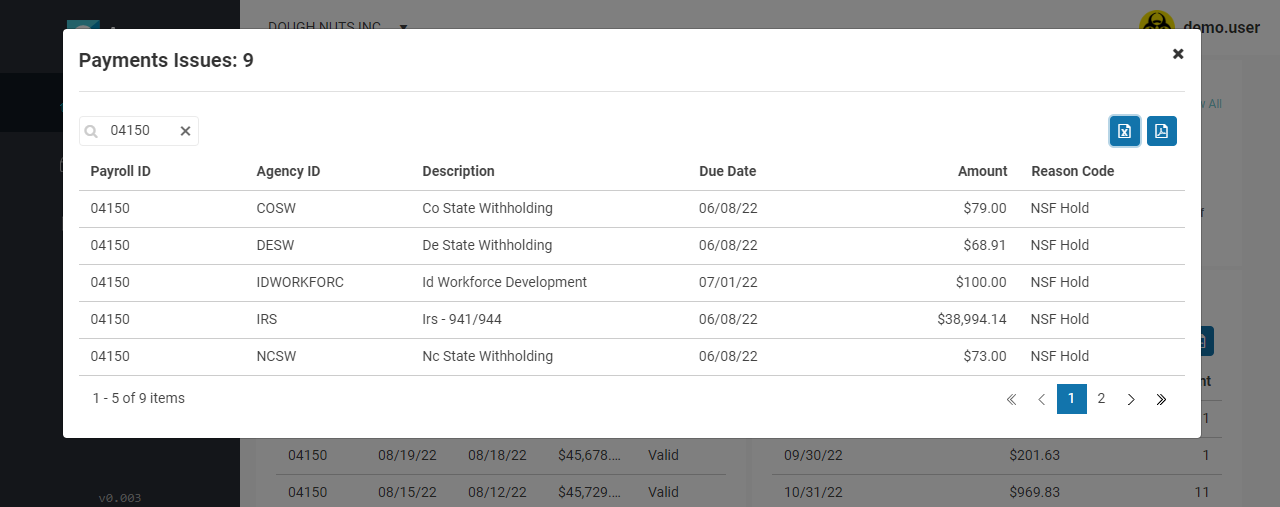 DOUGH NUTS INC
demo.user
Payments Issues: 9
All
04150
Payroll ID Agency ID Description Due Date Amount Reason Code
04150 COSW Co State Withholding 06/08/22 $79.00 NSF Hold
04150 DESW De State Withholding 06/08/22 $68.91 NSF Hold
04150 IDWORKFORC Id Workforce Development 07/01/22 $100.00 NSF Hold
04150 IRS Irs - 941/944 06/08/22 $38,994.14 NSF Hold
04150 NCSW Nc State Withholding 06/08/22 $73.00 NSF Hold
1 - 5 of 9 items
1 2
1
04150 08/19/22 08/18/22 $45,678.... Valid 09/30/22 $201.63 1
04150 08/15/22 08/12/22 $45,729.... Valid 10/31/22 $969.83 11
v0.003